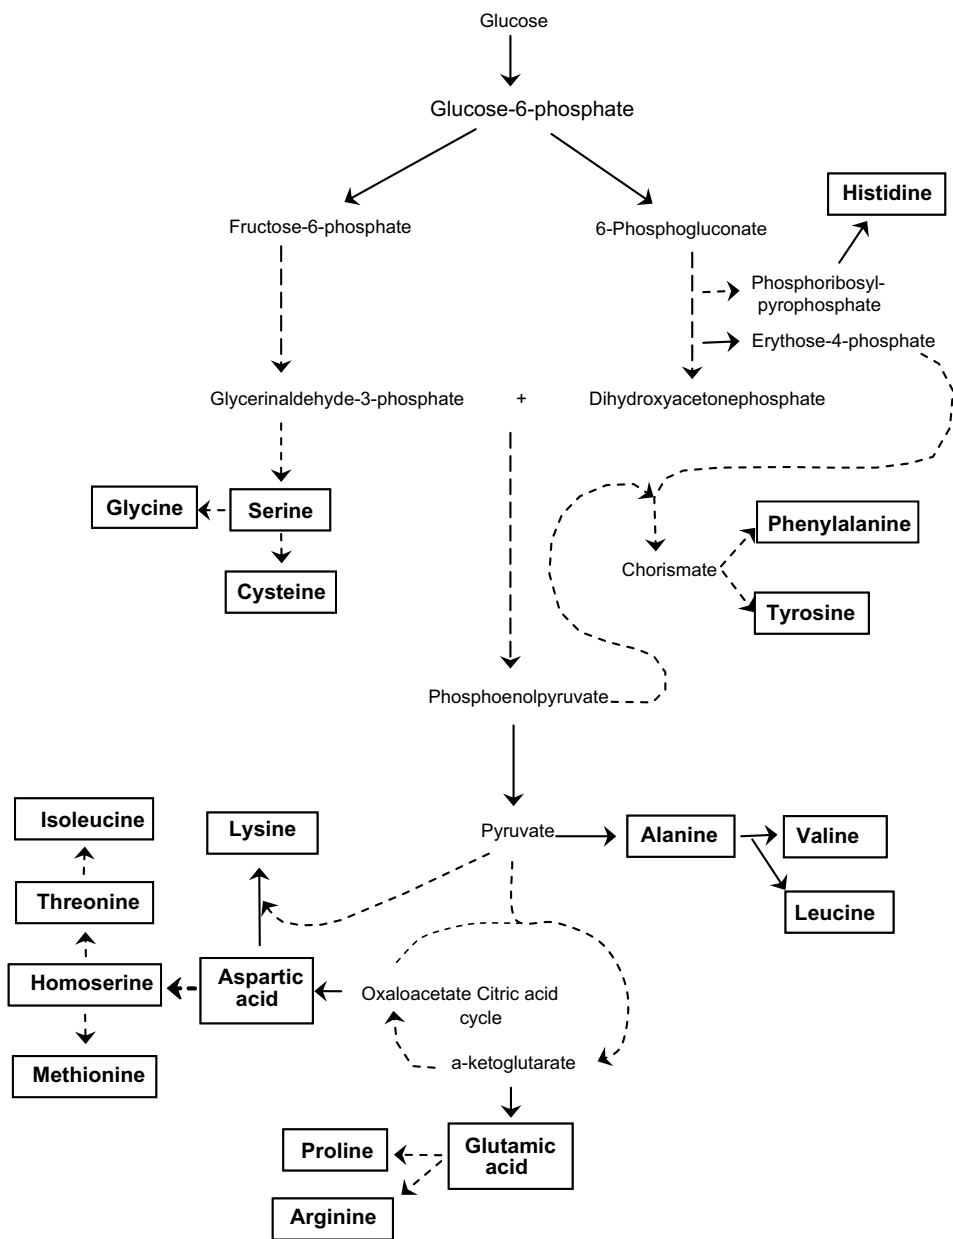 Glucose
Glucose-6-phosphate
Histidine
Fructose-6-phosphate
6-Phosphogluconate
Phosphoribosyl-
pyrophosphate
Erythose-4-phosphate
Glycerinaldehyde-3-phosphate + Dihydroxyacetonephosphate
Glycine
Serine
Phenylalanine
Chorismate
Cysteine
Tyrosine
Phosphoenolpyruvate
Isoleucine
Lysine
Pyruvate
Alanine
Valine
Threonine
Leucine
Homoserine
Aspartic
acid
Oxaloacetate Citric acid
cycle
Methionine
a-ketoglutarate
Proline
Glutamic
acid
Arginine